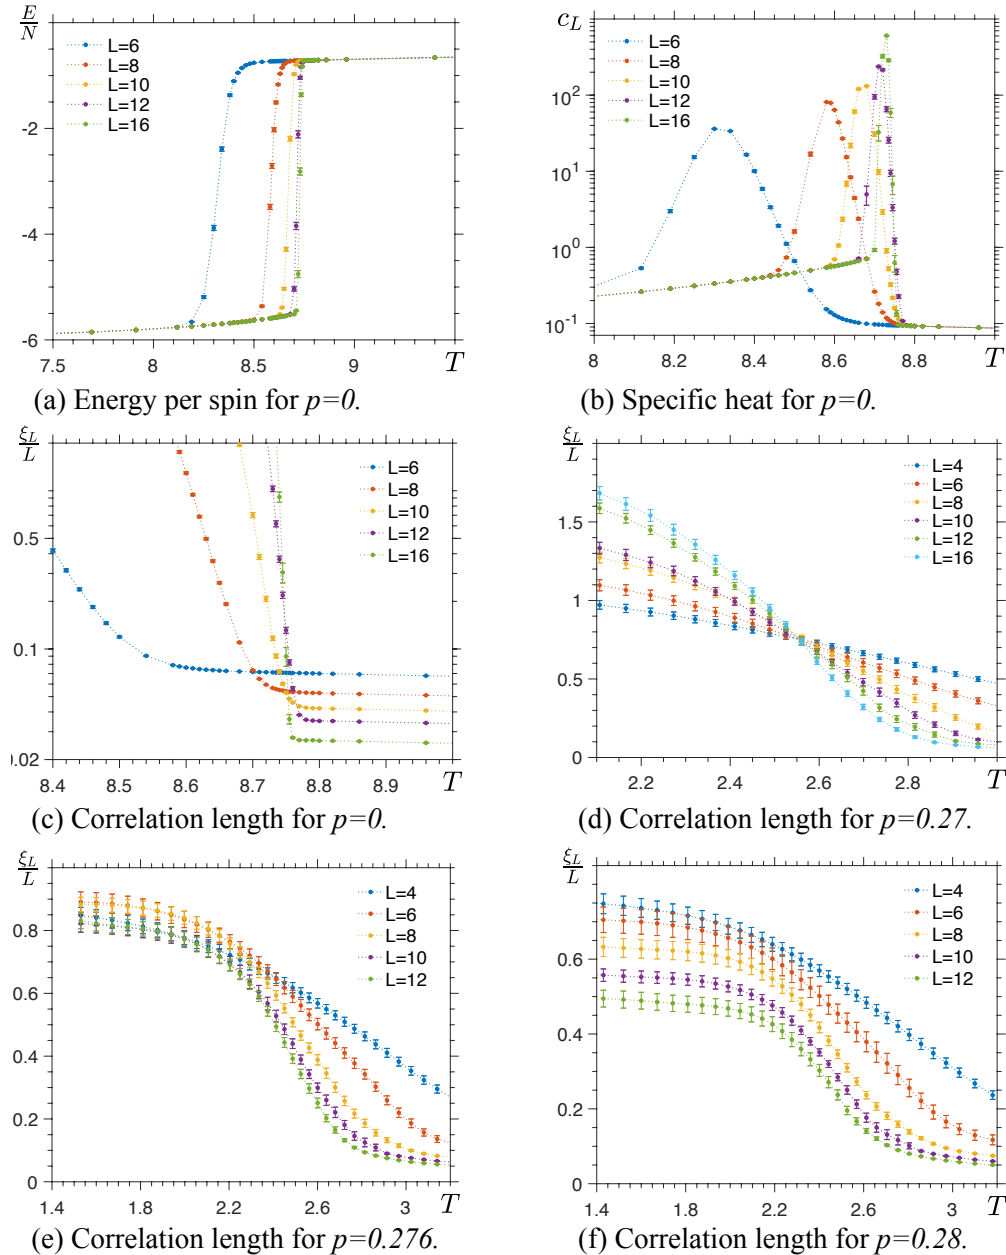 E/N
L=6
L=8
L=10
L=12
L=16
-2
-4
-6
7.5 8 8.5 9 T
(a) Energy per spin for p=0.
c_L
L=6
L=8
L=10
L=12
L=16
10^2
10^1
10^0
10^-1
8 8.2 8.4 8.6 8.8 T 9.0
(b) Specific heat for p=0.
ξ_L/L
L=6
L=8
L=10
L=12
L=16
0.5
0.1
0.02
8.4 8.5 8.6 8.7 8.8 8.9 T
(c) Correlation length for p=0.
ξ_L/L
L=4
L=6
L=8
L=10
L=12
L=16
1.5
1
0.5
0
2.2 2.4 2.6 2.8 T
(d) Correlation length for p=0.27.
ξ_L/L
L=4
L=6
L=8
L=10
L=12
0.8
0.6
0.4
0.2
0
1.4 1.8 2.2 2.6 3 T
(e) Correlation length for p=0.276.
ξ_L/L
L=4
L=6
L=8
L=10
L=12
0.8
0.6
0.4
0.2
0
1.4 1.8 2.2 2.6 3 T
(f) Correlation length for p=0.28.